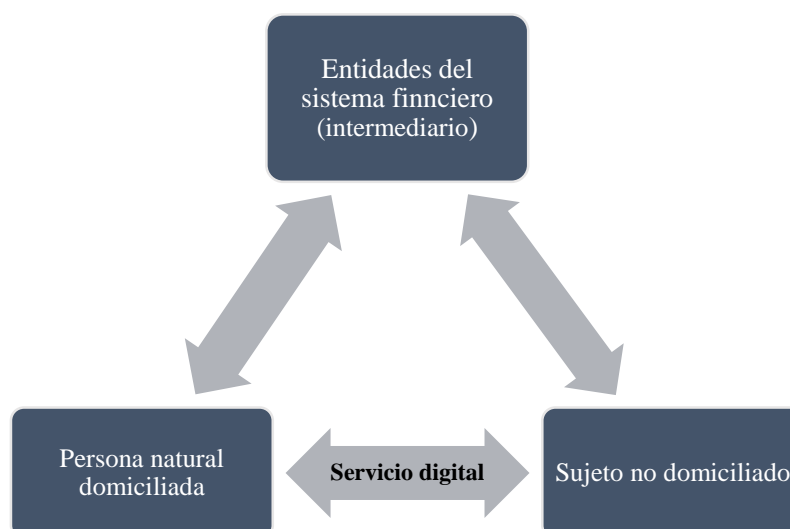 Entidades del
sistema finnciero
(intermediario)
Persona natural
domiciliada
Servicio digital
Sujeto no domiciliado